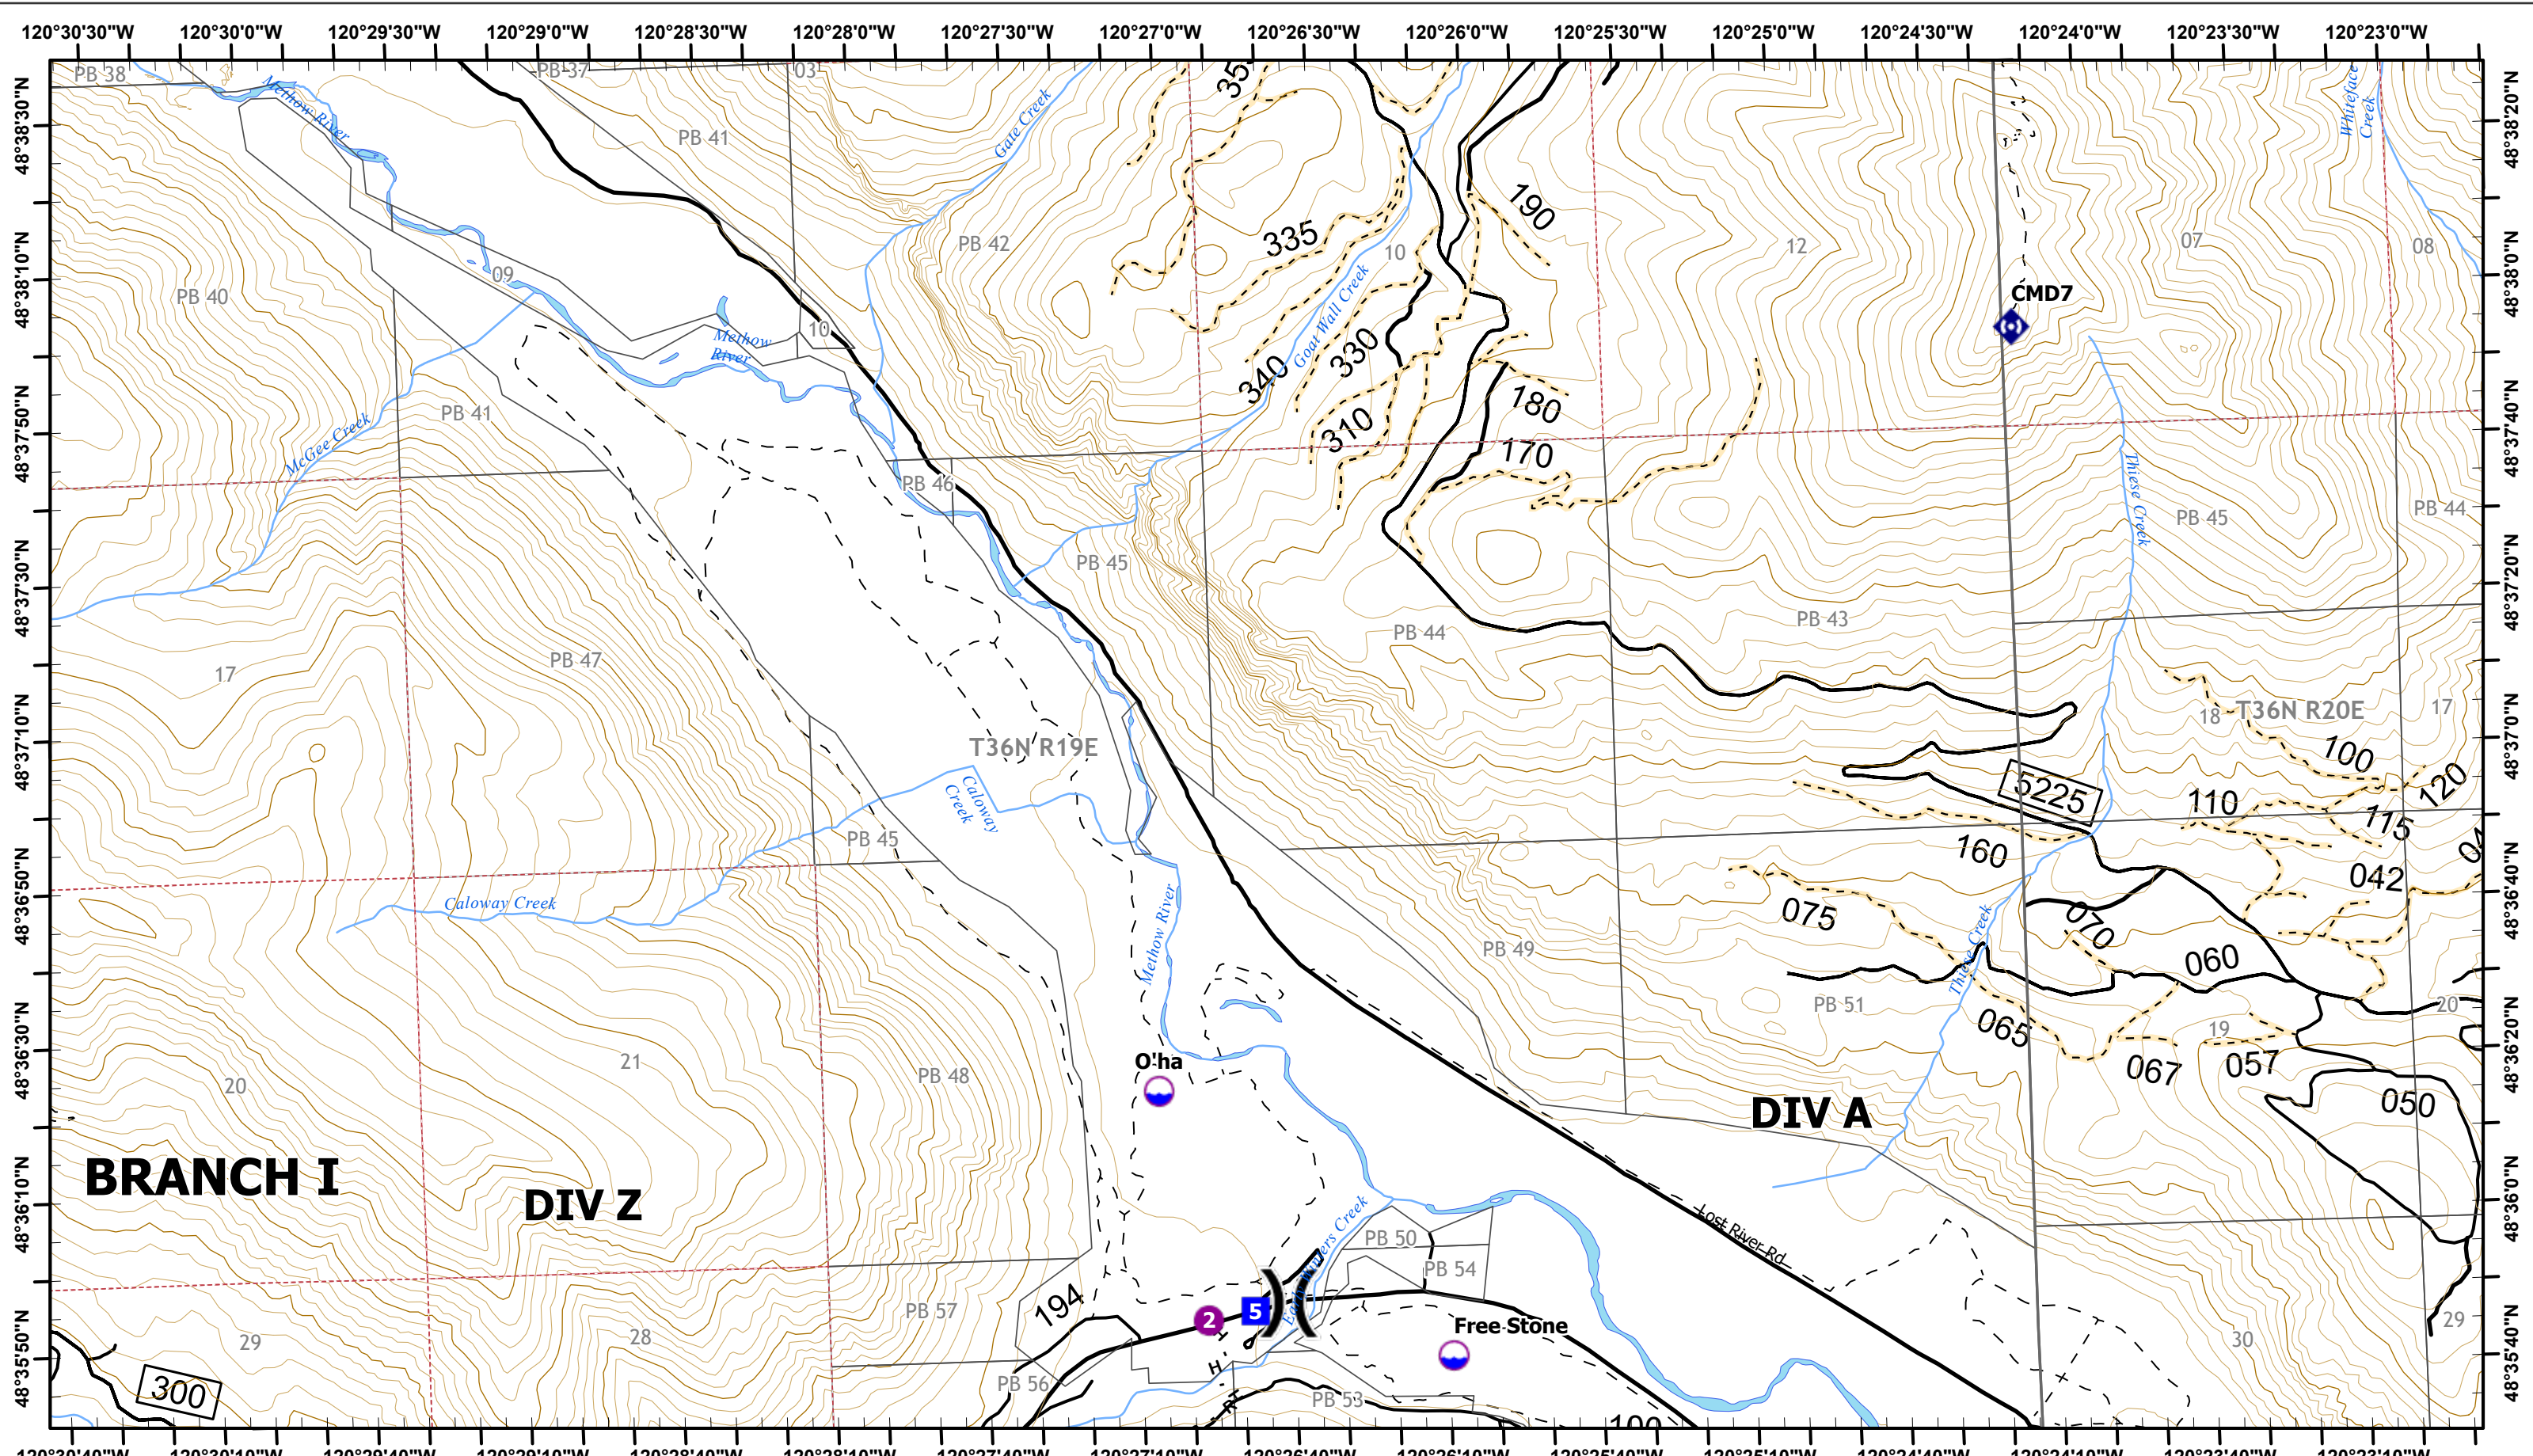 120°30'30"W 120°30'0"W 120°29'30"W 120°29'0"W 120°28'30"W 120°28'0"W 120°27'30"W 120°27'0"W 120°26'30"W 120°26'0"W 120°25'30"W 120°25'0"W 120°24'30"W 120°24'0"W 120°23'30"W 120°23'0"W
PB 38
PB 37
03
Methow River
Gate Creek
Whiteface
Creek
48°38'30"N
48°38'20"N
PB 41
190
335
PB 42
10
12
07
08
48°38'10"N
48°38'0"N
09
PB 40
CMD7
Goat Wall Creek
10
Methow
River
330
340
180
310
170
PB 41
McGee Creek
48°37'50"N
48°37'40"N
PB 46
These Creek
PB 45
PB 44
PB 45
48°37'30"N
48°37'20"N
PB 44
PB 43
17
PB 47
T36N R19E
T36N R20E
18
17
48°37'10"N
48°37'0"N
100
120
5225
110
115
Caloway
Creek
PB 45
160
042
48°36'50"N
48°36'40"N
Caloway Creek
Methow River
075
070
PB 49
060
Thiese Creek
PB 51
20
065
19
067
057
48°36'30"N
48°36'20"N
O'ha
21
20
PB 48
050
DIV A
BRANCH I
DIV Z
48°36'10"N
48°36'0"N
Lost River Rd
Early Winters Creek
PB 50
PB 54
194
PB 57
2
5
Free Stone
29
28
30
29
48°35'50"N
48°35'40"N
300
PB 56
PB 53